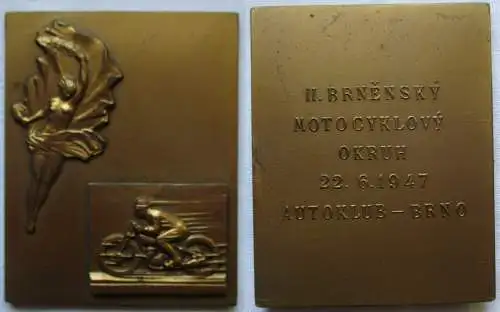 II. BRNĚNSKÝ
MOTOCYKLOVÝ
OKRUH
22. 6. 1947
AUTOKLUB – BRNO